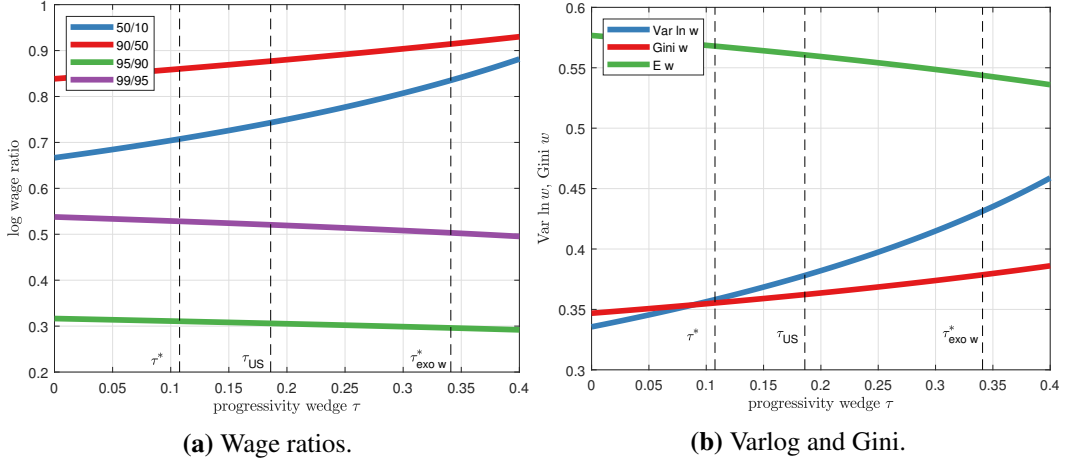 50/10
90/50
95/90
99/95
log wage ratio
1
0.9
0.8
0.7
0.6
0.5
0.4
0.3
0.2
τ*
τ_US
τ*_exo w
0 0.05 0.1 0.15 0.2 0.25 0.3 0.35 0.4
progressivity wedge τ
(a) Wage ratios.
Var ln w
Gini w
E w
Var ln w, Gini w
0.6
0.55
0.5
0.45
0.4
0.35
0.3
τ*
τ_US
τ*_exo w
0 0.05 0.1 0.15 0.2 0.25 0.3 0.35 0.4
progressivity wedge τ
(b) Varlog and Gini.